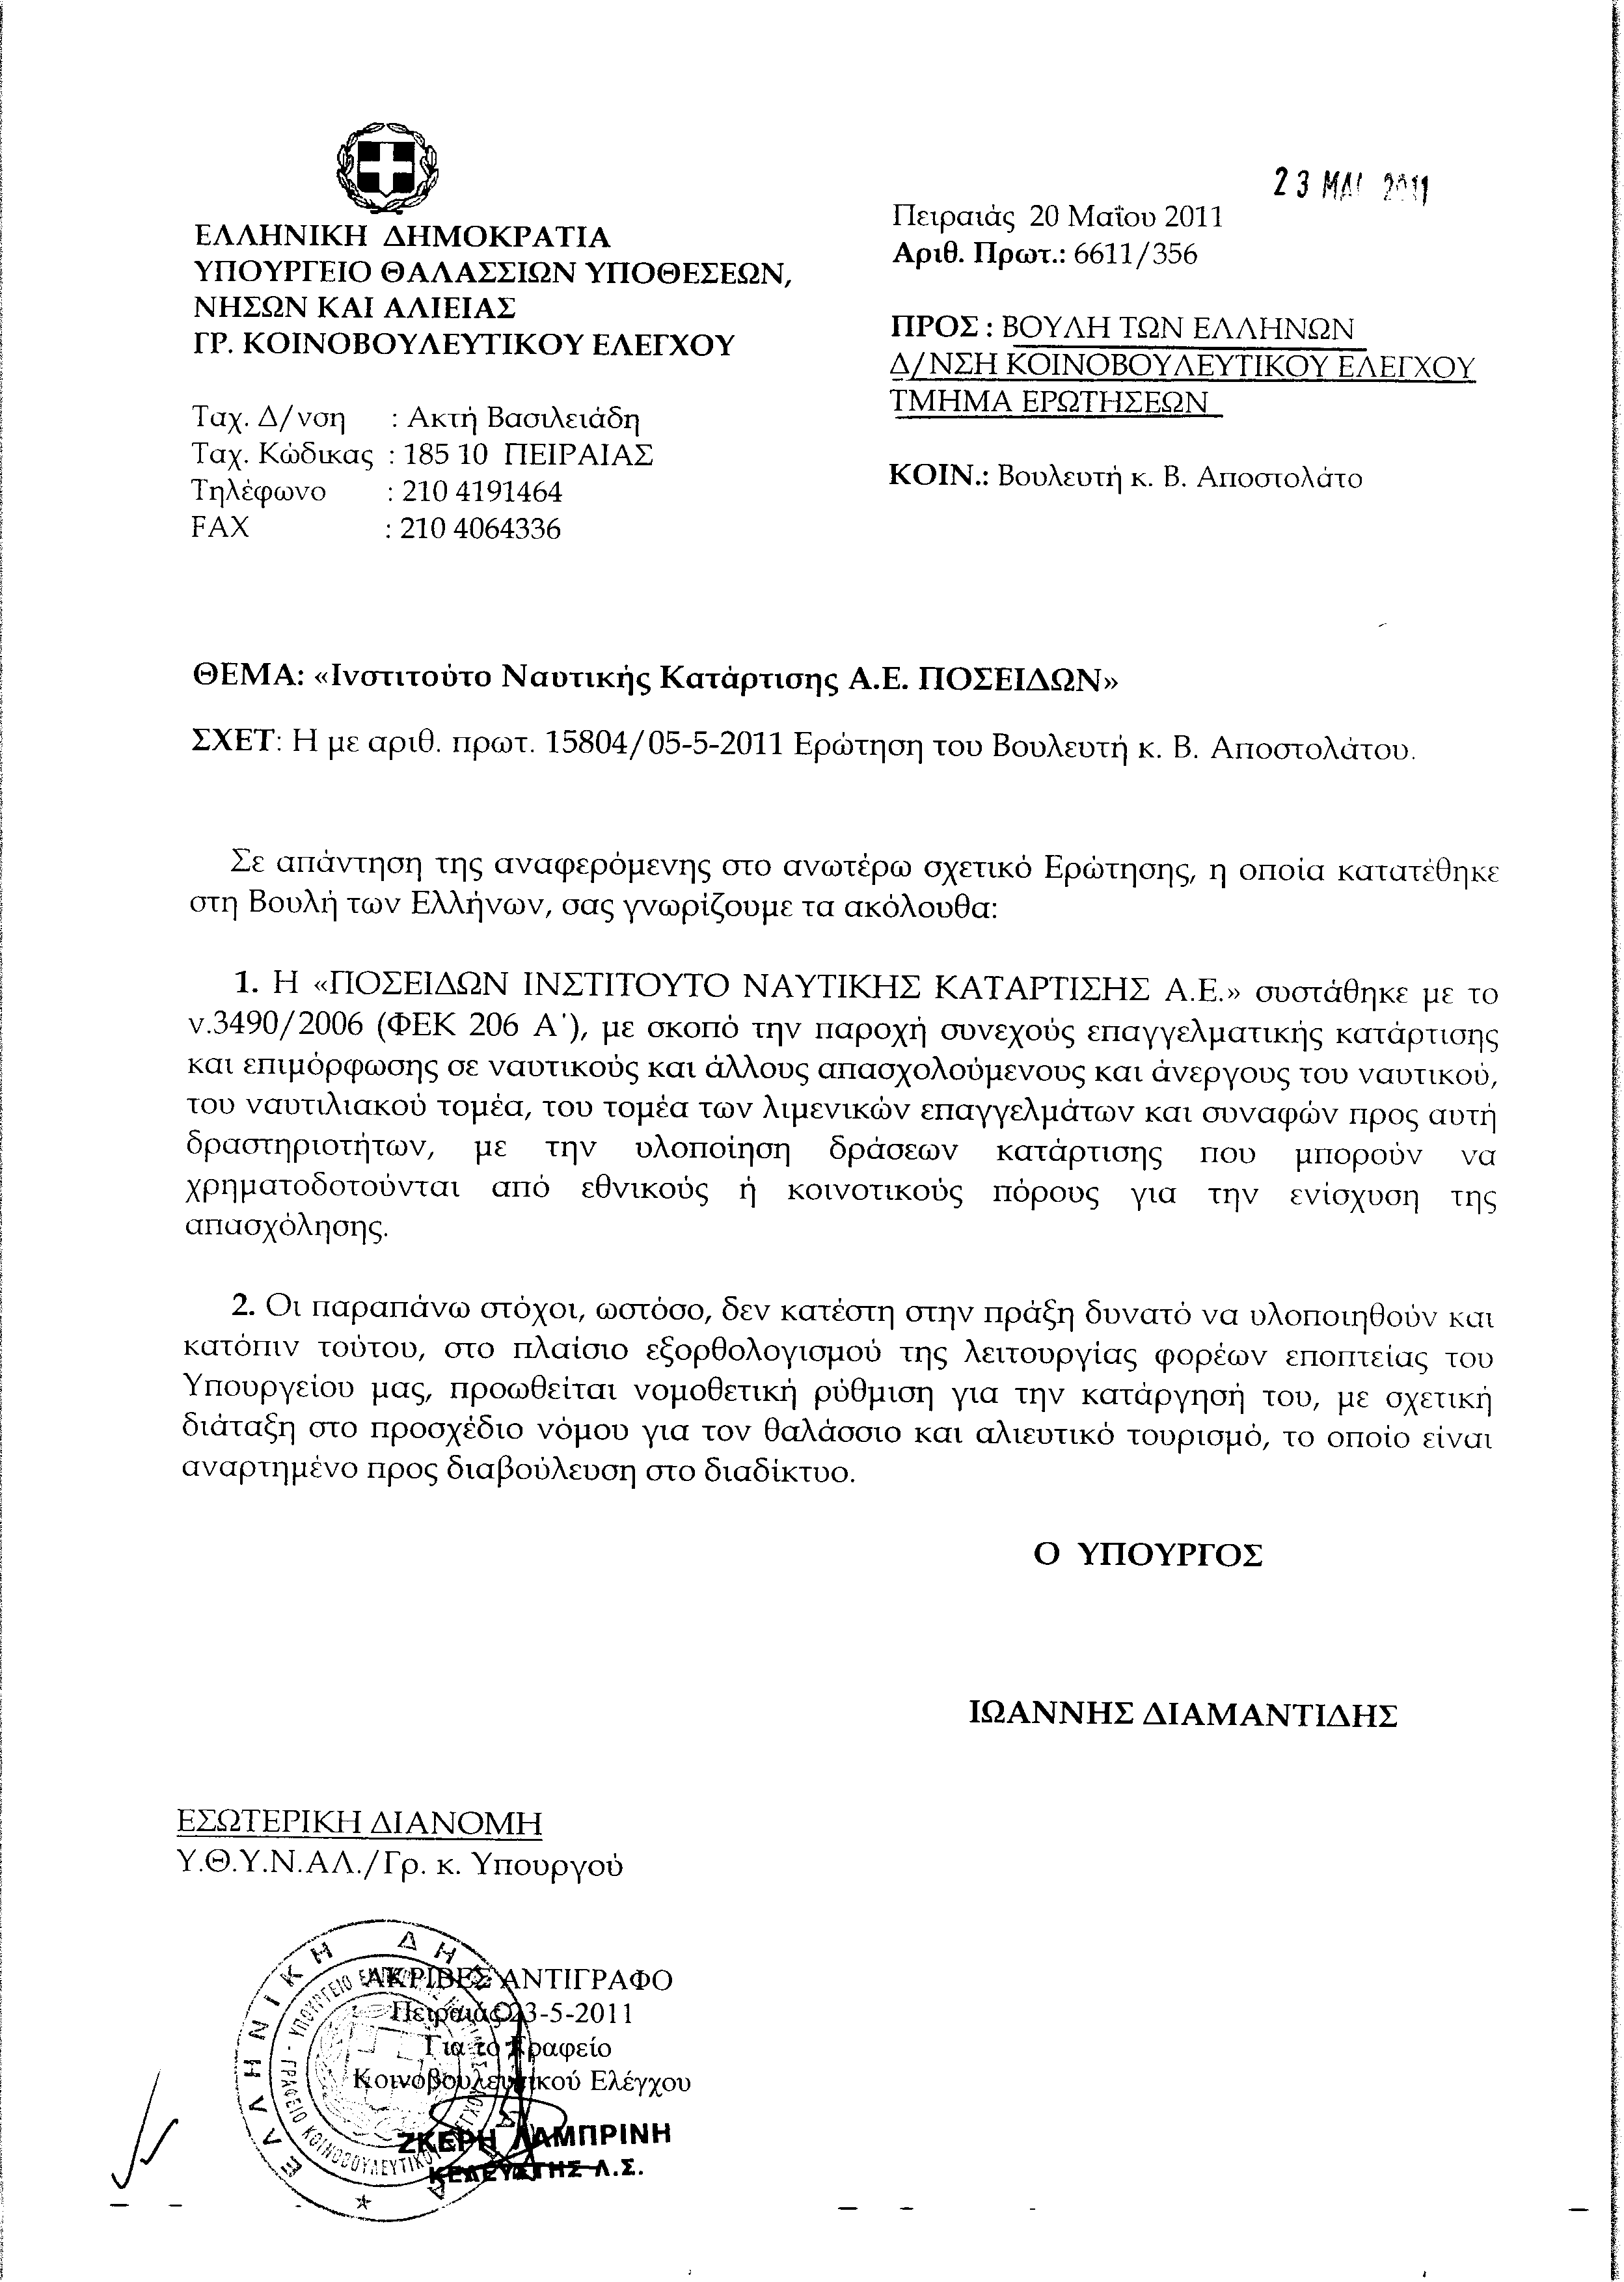 23 ΜΑΪ 2011
ΕΛΛΗΝΙΚΗ ΔΗΜΟΚΡΑΤΙΑ
ΥΠΟΥΡΓΕΙΟ ΘΑΛΑΣΣΙΩΝ ΥΠΟΘΕΣΕΩΝ,
ΝΗΣΩΝ ΚΑΙ ΑΛΙΕΙΑΣ
ΓΡ. ΚΟΙΝΟΒΟΥΛΕΥΤΙΚΟΥ ΕΛΕΓΧΟΥ
Ταχ. Δ/νση : Ακτή Βασιλειάδη
Ταχ. Κώδικας : 185 10 ΠΕΙΡΑΙΑΣ
Τηλέφωνο : 210 4191464
FAX : 210 4064336
Πειραιάς 20 Μαΐου 2011
Αριθ. Πρωτ.: 6611/356
ΠΡΟΣ : ΒΟΥΛΗ ΤΩΝ ΕΛΛΗΝΩΝ
Δ/ΝΣΗ ΚΟΙΝΟΒΟΥΛΕΥΤΙΚΟΥ ΕΛΕΓΧΟΥ
ΤΜΗΜΑ ΕΡΩΤΗΣΕΩΝ
ΚΟΙΝ.: Βουλευτή κ. Β. Αποστολάτο
ΘΕΜΑ: «Ινστιτούτο Ναυτικής Κατάρτισης Α.Ε. ΠΟΣΕΙΔΩΝ»
ΣΧΕΤ: Η με αριθ. πρωτ. 15804/05-5-2011 Ερώτηση του Βουλευτή κ. Β. Αποστολάτου.
Σε απάντηση της αναφερόμενης στο ανωτέρω σχετικό Ερώτησης, η οποία κατατέθηκε
στη Βουλή των Ελλήνων, σας γνωρίζουμε τα ακόλουθα:
1. Η «ΠΟΣΕΙΔΩΝ ΙΝΣΤΙΤΟΥΤΟ ΝΑΥΤΙΚΗΣ ΚΑΤΑΡΤΙΣΗΣ Α.Ε.» συστάθηκε με το
ν.3490/2006 (ΦΕΚ 206 Α΄), με σκοπό την παροχή συνεχούς επαγγελματικής κατάρτισης
και επιμόρφωσης σε ναυτικούς και άλλους απασχολούμενους και άνεργους του ναυτικού,
του ναυτιλιακού τομέα, του τομέα των λιμενικών επαγγελμάτων και συναφών προς αυτή
δραστηριοτήτων, με την υλοποίηση δράσεων κατάρτισης που μπορούν να
χρηματοδοτούνται από εθνικούς ή κοινοτικούς πόρους για την ενίσχυση της
απασχόλησης.
2. Οι παραπάνω στόχοι, ωστόσο, δεν κατέστη στην πράξη δυνατό να υλοποιηθούν και
κατόπιν τούτου, στο πλαίσιο εξορθολογισμού της λειτουργίας φορέων εποπτείας του
Υπουργείου μας, προωθείται νομοθετική ρύθμιση για την κατάργησή του, με σχετική
διάταξη στο προσχέδιο νόμου για τον θαλάσσιο και αλιευτικό τουρισμό, το οποίο είναι
αναρτημένο προς διαβούλευση στο διαδίκτυο.
Ο ΥΠΟΥΡΓΟΣ
ΙΩΑΝΝΗΣ ΔΙΑΜΑΝΤΙΔΗΣ
ΕΣΩΤΕΡΙΚΗ ΔΙΑΝΟΜΗ
Υ.Θ.Υ.Ν.ΑΛ./Γρ. κ. Υπουργού
ΑΚΡΙΒΕΣ ΑΝΤΙΓΡΑΦΟ
Πειραιάς 23-5-2011
Για το Γραφείο
Κοινοβουλευτικού Ελέγχου
ΖΚΕΡΗ ΛΑΜΠΡΙΝΗ
ΚΕΛΕΥΣΤΗΣ Λ.Σ.
ΕΛΛΗΝΙΚΗ